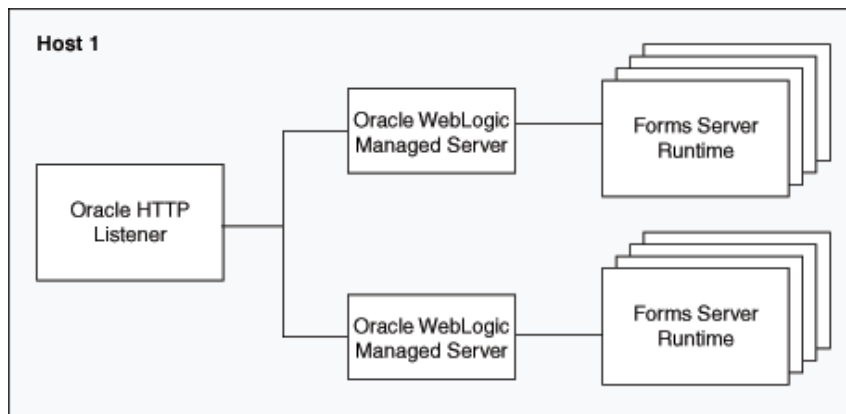 Host 1
Oracle HTTP
Listener
Oracle WebLogic
Managed Server
Forms Server
Runtime
Oracle WebLogic
Managed Server
Forms Server
Runtime